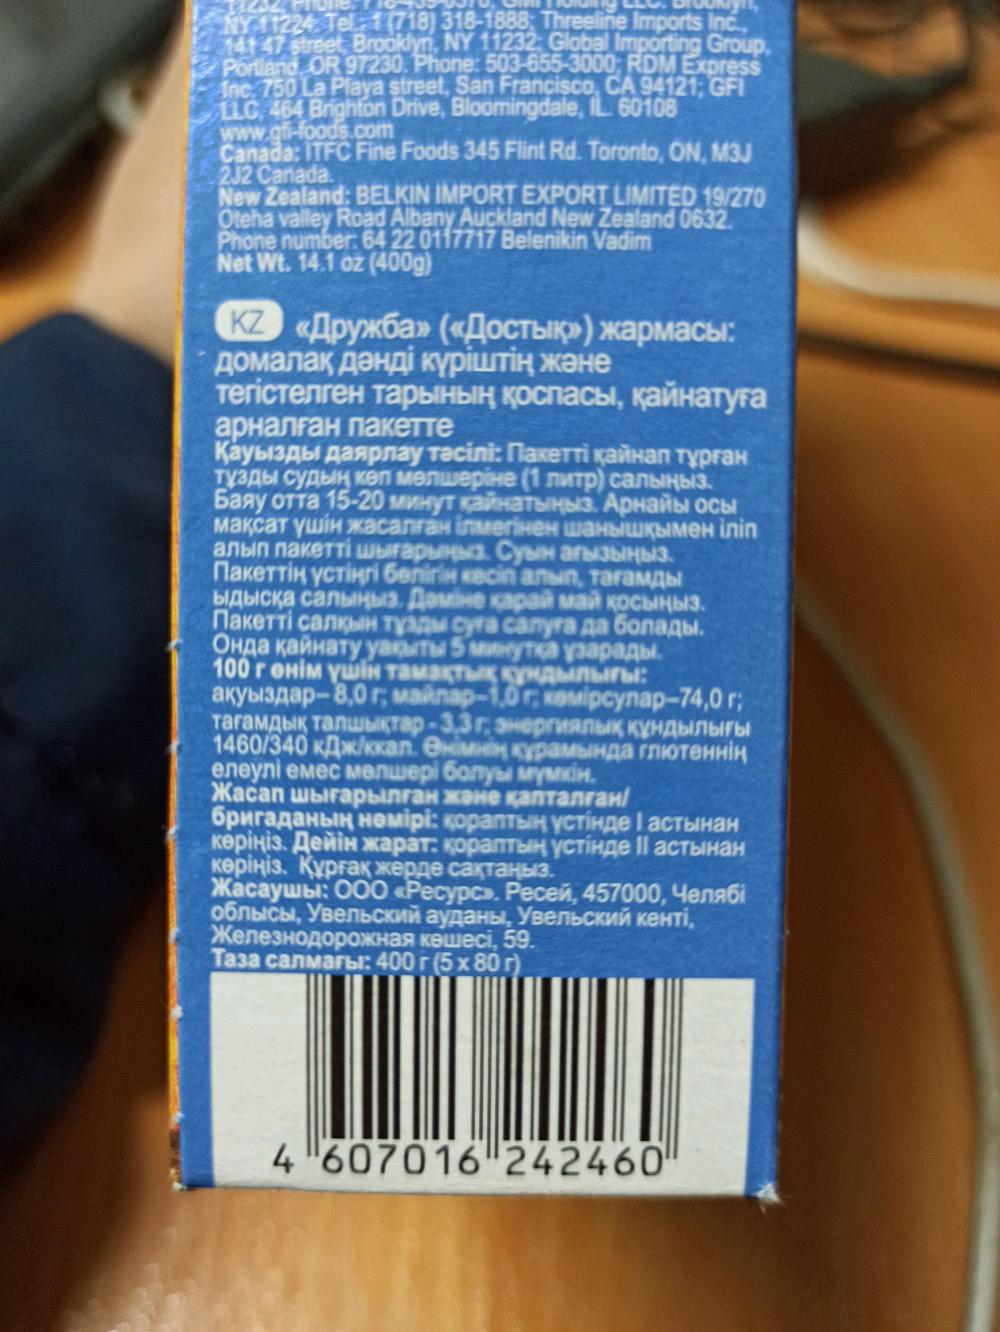 11232, Phone: 718-439-6376, GMI Holding LLC. Brooklyn,
NY 11224. Tel.: 1 (718) 318-1888; Threeline Imports Inc.,
141 47 street, Brooklyn, NY 11232; Global Importing Group,
Portland, OR 97230. Phone: 503-655-3000; RDM Express
Inc. 750 La Playa street, San Francisco, CA 94121; GFI
LLC, 464 Brighton Drive, Bloomingdale, IL. 60108
www.gfi-foods.com
Canada: ITFC Fine Foods 345 Flint Rd. Toronto, ON, M3J
2J2 Canada.
New Zealand: BELKIN IMPORT EXPORT LIMITED 19/270
Oteha valley Road Albany Auckland New Zealand 0632.
Phone number: 64 22 0117717 Belenikin Vadim
Net Wt. 14.1 oz (400g)
KZ «Дружба» («Достық») жармасы:
домалақ дәнді күріштің және
тегістелген тарының қоспасы, қайнатуға
арналған пакетте
Қауызды даярлау тәсілі: Пакетті қайнап тұрған
тұзды судың көп мөлшеріне (1 литр) салыңыз.
Баяу отта 15-20 минут қайнатыңыз. Арнайы осы
мақсат үшін жасалған ілмегінен шанышқымен іліп
алып пакетті шығарыңыз. Суын ағызыңыз.
Пакеттің үстіңгі бөлігін кесіп алып, тағамды
ыдысқа салыңыз. Дәміне қарай май қосыңыз.
Пакетті салқын тұзды суға салуға да болады.
Онда қайнату уақыты 5 минутқа ұзарады.
100 г өнім үшін тамақтық құндылығы:
ақуыздар– 8,0 г; майлар–1,0 г; көмірсулар–74,0 г;
тағамдық талшықтар - 3,3 г; энергиялық құндылығы
1460/340 кДж/ккал. Өнімнің құрамында глютеннің
елеулі емес мөлшері болуы мүмкін.
Жасап шығарылған және қапталған/
бригаданың нөмірі: қораптың үстінде I астынан
көріңіз. Дейін жарат: қораптың үстінде II астынан
көріңіз. Құрғақ жерде сақтаңыз.
Жасаушы: ООО «Ресурс». Ресей, 457000, Челябі
облысы, Увельский ауданы, Увельский кенті,
Железнодорожная көшесі, 59.
Таза салмағы: 400 г (5 x 80 г)
4 607016 242460